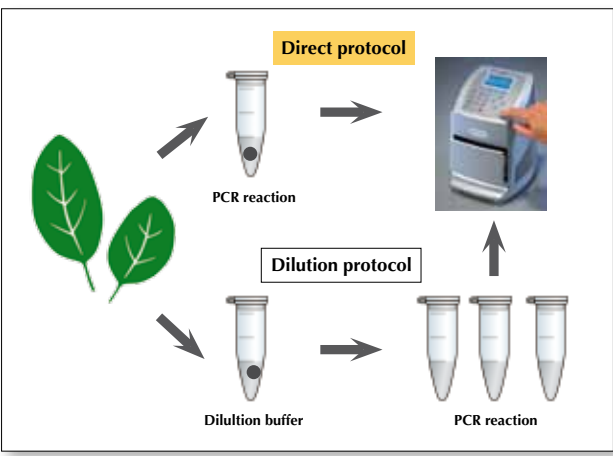 Direct protocol
PCR reaction
Dilution protocol
Dilultion buffer
PCR reaction